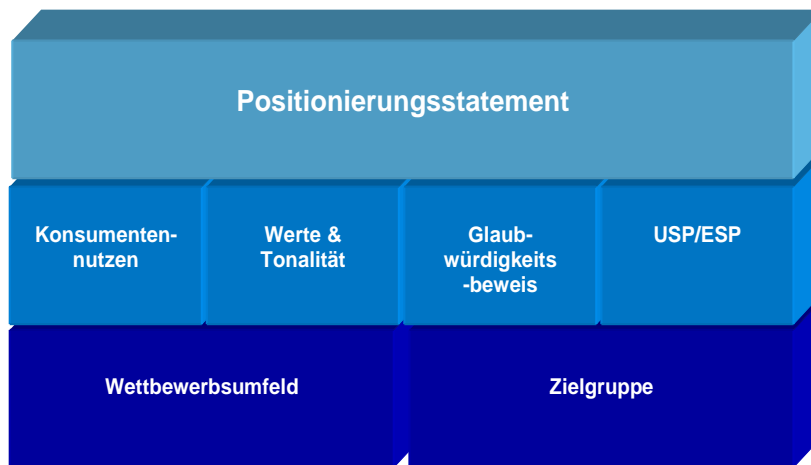 Positionierungsstatement
Konsumenten-
nutzen
Werte &
Tonalität
Glaub-
würdigkeits
-beweis
USP/ESP
Wettbewerbsumfeld
Zielgruppe